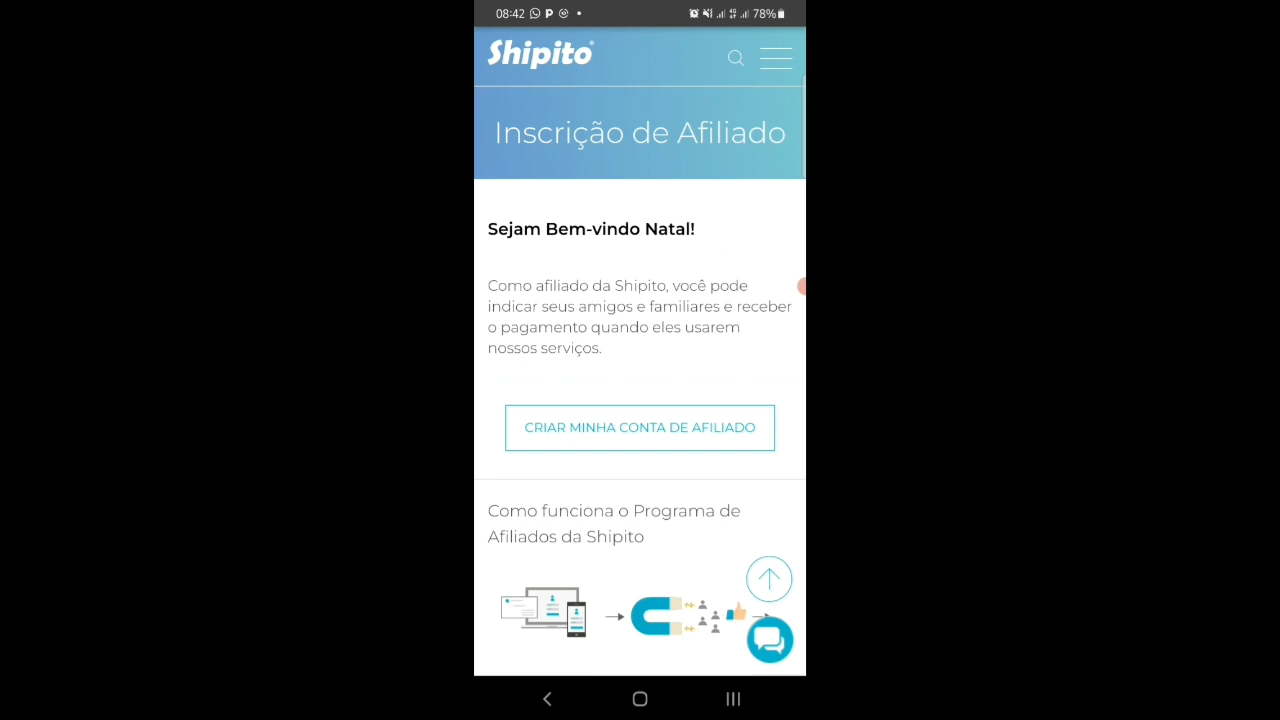 08:42
78%
Shipito
Inscrição de Afiliado
Sejam Bem-vindo Natal!
Como afiliado da Shipito, você pode
indicar seus amigos e familiares e receber
o pagamento quando eles usarem
nossos serviços.
CRIAR MINHA CONTA DE AFILIADO
Como funciona o Programa de
Afiliados da Shipito